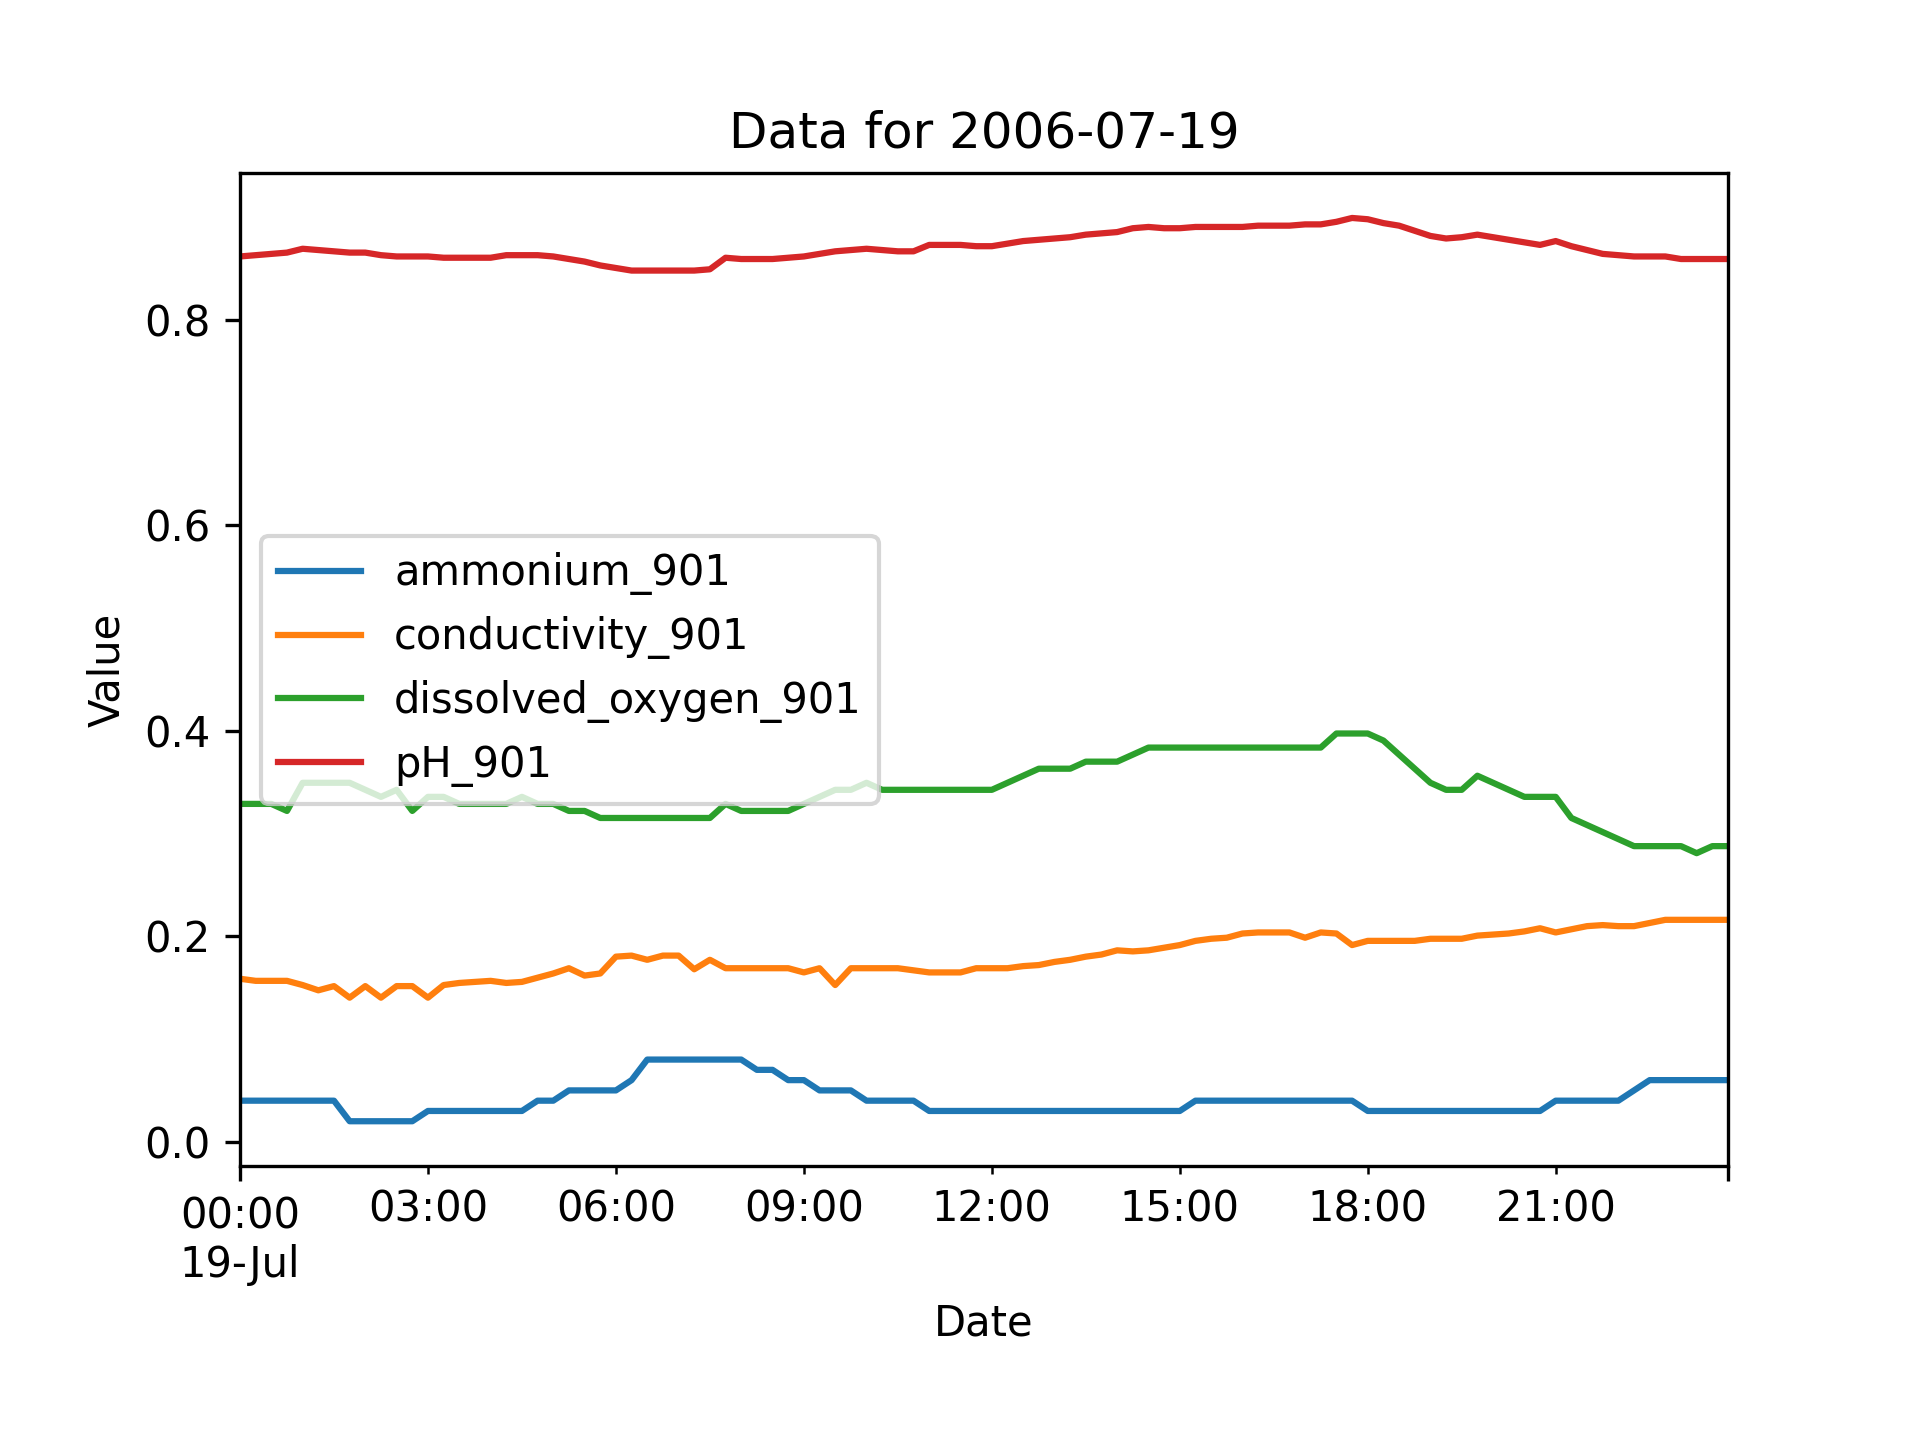 Data for 2006-07-19
Value
0.8
0.6
0.4
0.2
0.0
ammonium_901
conductivity_901
dissolved_oxygen_901
pH_901
00:00 03:00 06:00 09:00 12:00 15:00 18:00 21:00
19-Jul
Date